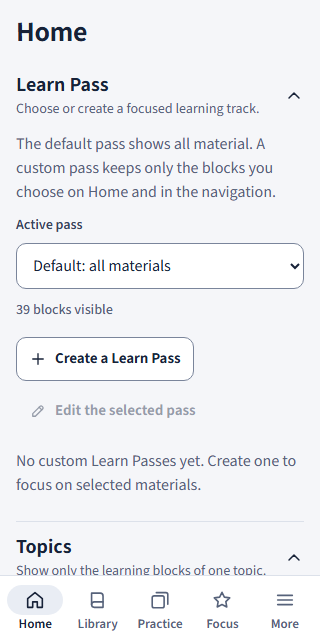 Home
Learn Pass
Choose or create a focused learning track.
The default pass shows all material. A
custom pass keeps only the blocks you
choose on Home and in the navigation.
Active pass
Default: all materials
39 blocks visible
Create a Learn Pass
Edit the selected pass
No custom Learn Passes yet. Create one to
focus on selected materials.
Topics
Show only the learning blocks of one topic.
Home Library Practice Focus More